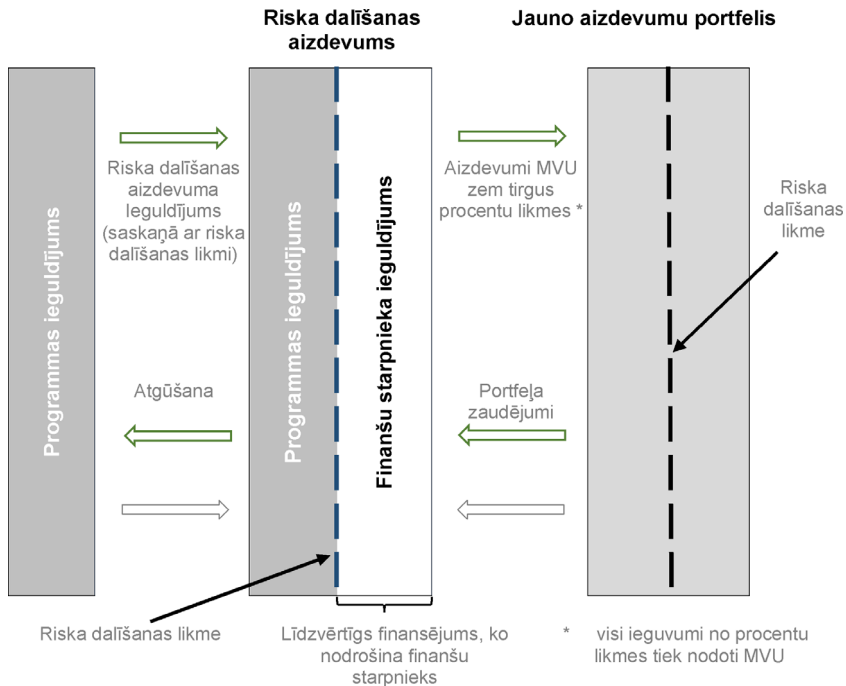 Riska dalīšanas
aizdevums
Jauno aizdevumu portfelis
Programmas ieguldījums
Riska dalīšanas
aizdevuma
Ieguldījums
(saskaņā ar riska
dalīšanas likmi)
Atgūšana
Programmas ieguldījums
Finanšu starpnieka ieguldījums
Aizdevumi MVU
zem tirgus
procentu likmes *
Portfeļa
zaudējumi
Riska
dalīšanas
likme
Riska dalīšanas likme
Līdzvērtīgs finansējums, ko
nodrošina finanšu
starpnieks
* visi ieguvumi no procentu
likmes tiek nodoti MVU